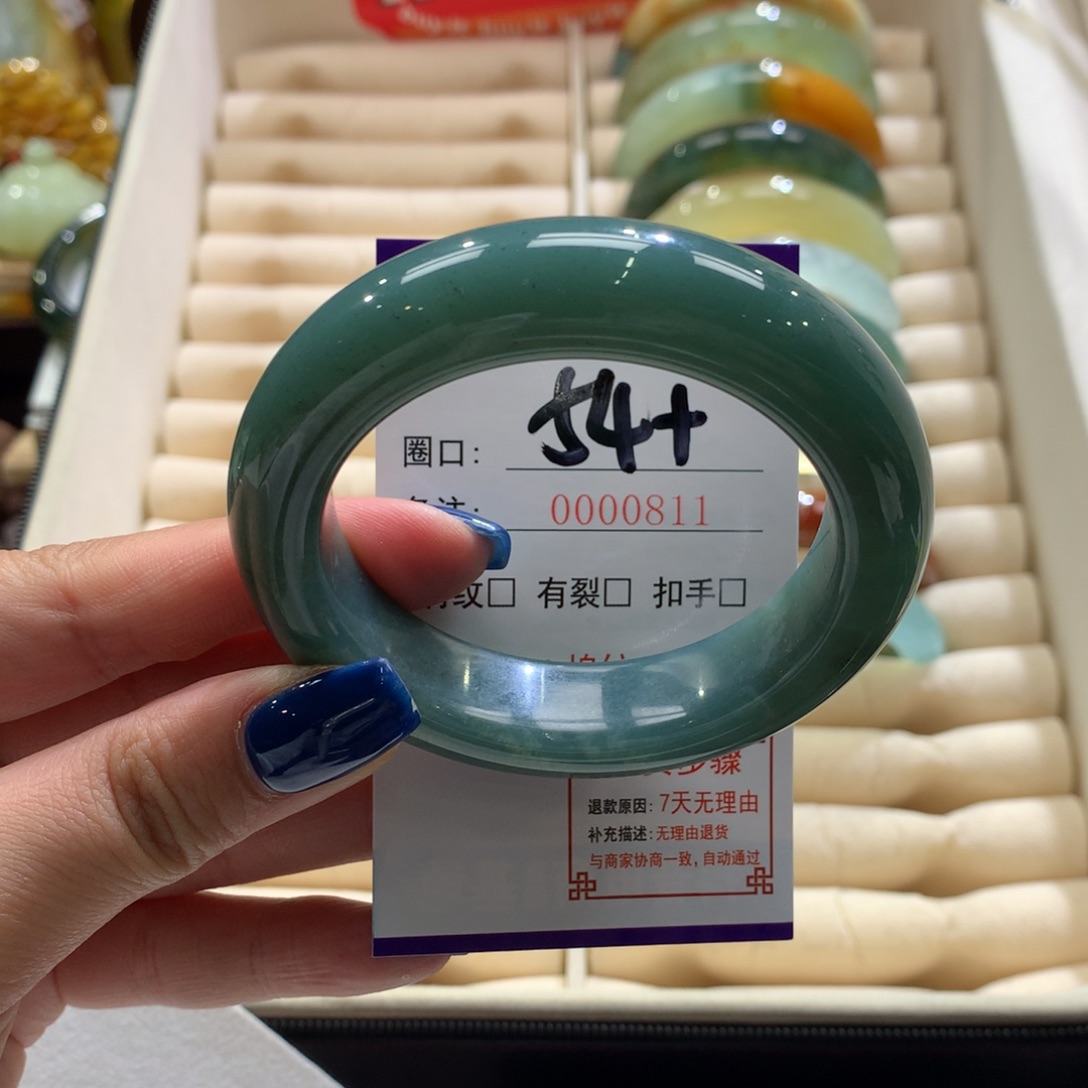 圈口: 54+
注: 0000811
纹□ 有裂□ 扣手□
骤
退款原因: 7天无理由
补充描述: 无理由退货
与商家协商一致, 自动通过